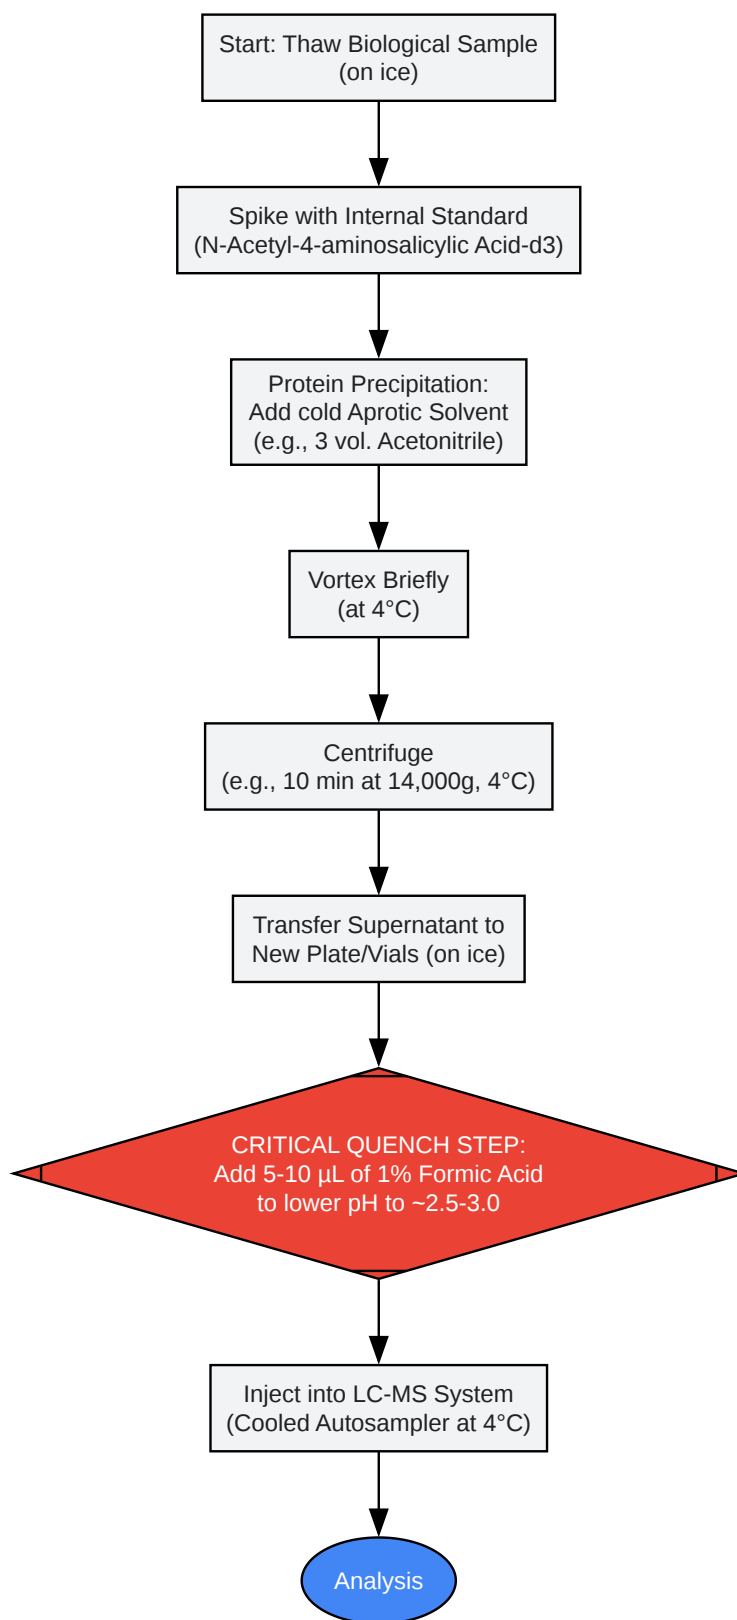 Start: Thaw Biological Sample
(on ice)
Spike with Internal Standard
(N-Acetyl-4-aminosalicylic Acid-d3)
Protein Precipitation:
Add cold Aprotic Solvent
(e.g., 3 vol. Acetonitrile)
Vortex Briefly
(at 4°C)
Centrifuge
(e.g., 10 min at 14,000g, 4°C)
Transfer Supernatant to
New Plate/Vials (on ice)
CRITICAL QUENCH STEP:
Add 5-10 µL of 1% Formic Acid
to lower pH to ~2.5-3.0
Inject into LC-MS System
(Cooled Autosampler at 4°C)
Analysis